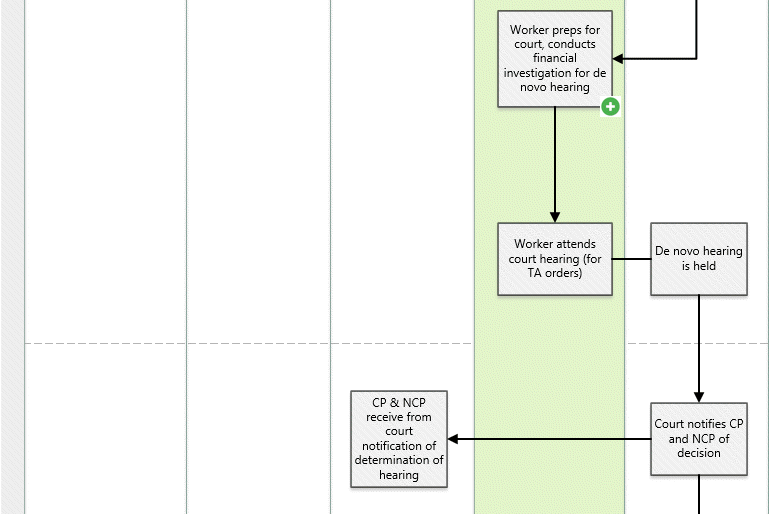 Worker preps for
court, conducts
financial
investigation for de
novo hearing
Worker attends
court hearing (for
TA orders)
De novo hearing
is held
CP & NCP
receive from
court
notification of
determination of
hearing
Court notifies CP
and NCP of
decision